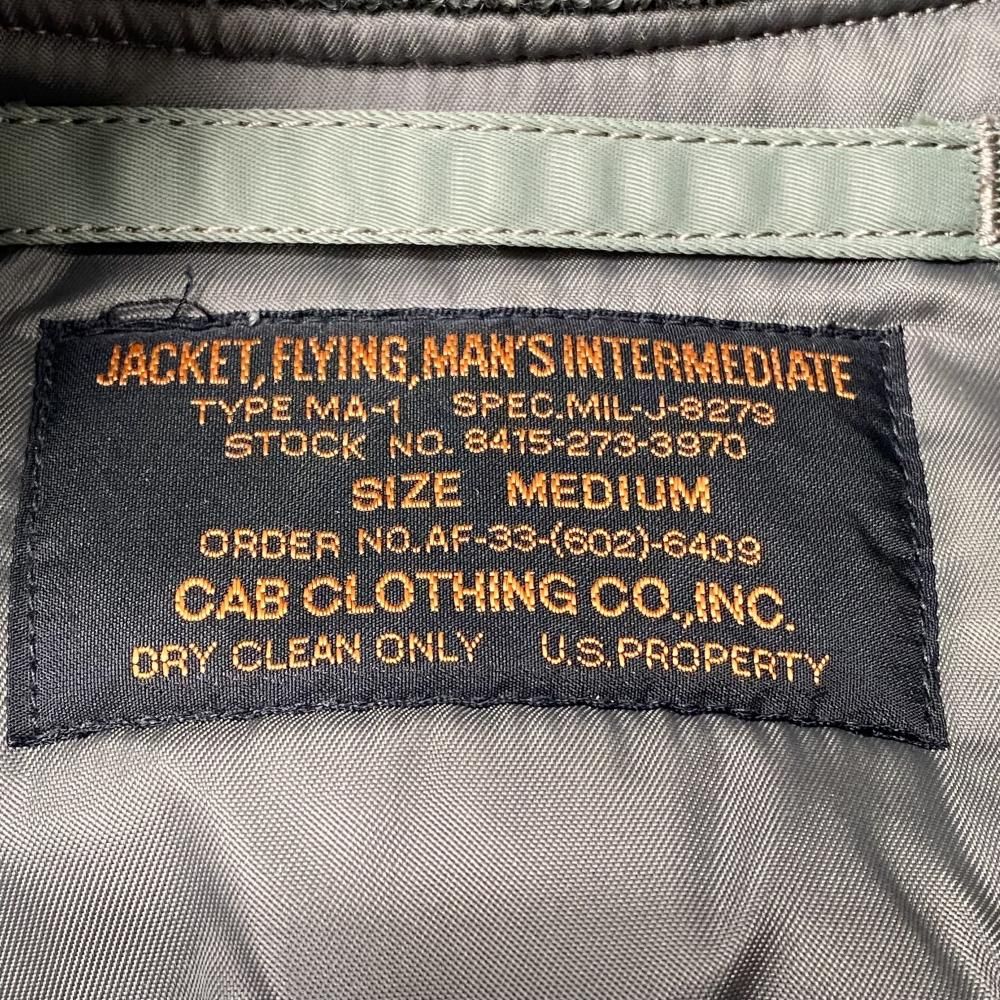 JACKET,FLYING,MAN'S INTERMEDIATE
TYPE MA-1 SPEC.MIL-J-8279
STOCK NO. 8415-273-3970
SIZE MEDIUM
ORDER NO.AF-33-(602)-6409
CAB CLOTHING CO.,INC.
DRY CLEAN ONLY U.S.PROPERTY